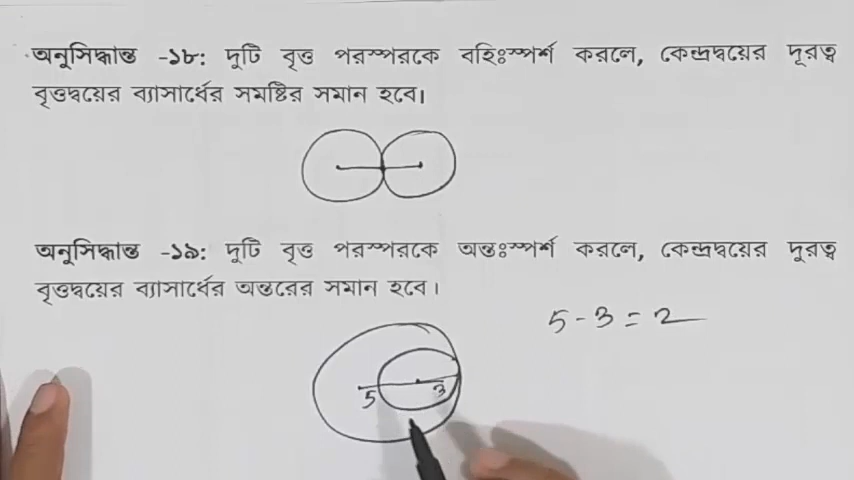 অনুসিদ্ধান্ত -১৮: দুটি বৃত্ত পরস্পরকে বহিঃস্পর্শ করলে, কেন্দ্রদ্বয়ের দূরত্ব
বৃত্তদ্বয়ের ব্যাসার্ধের সমষ্টির সমান হবে।
অনুসিদ্ধান্ত -১৯: দুটি বৃত্ত পরস্পরকে অন্তঃস্পর্শ করলে, কেন্দ্রদ্বয়ের দূরত্ব
বৃত্তদ্বয়ের ব্যাসার্ধের অন্তরের সমান হবে।
5 - 3 = 2
5 3